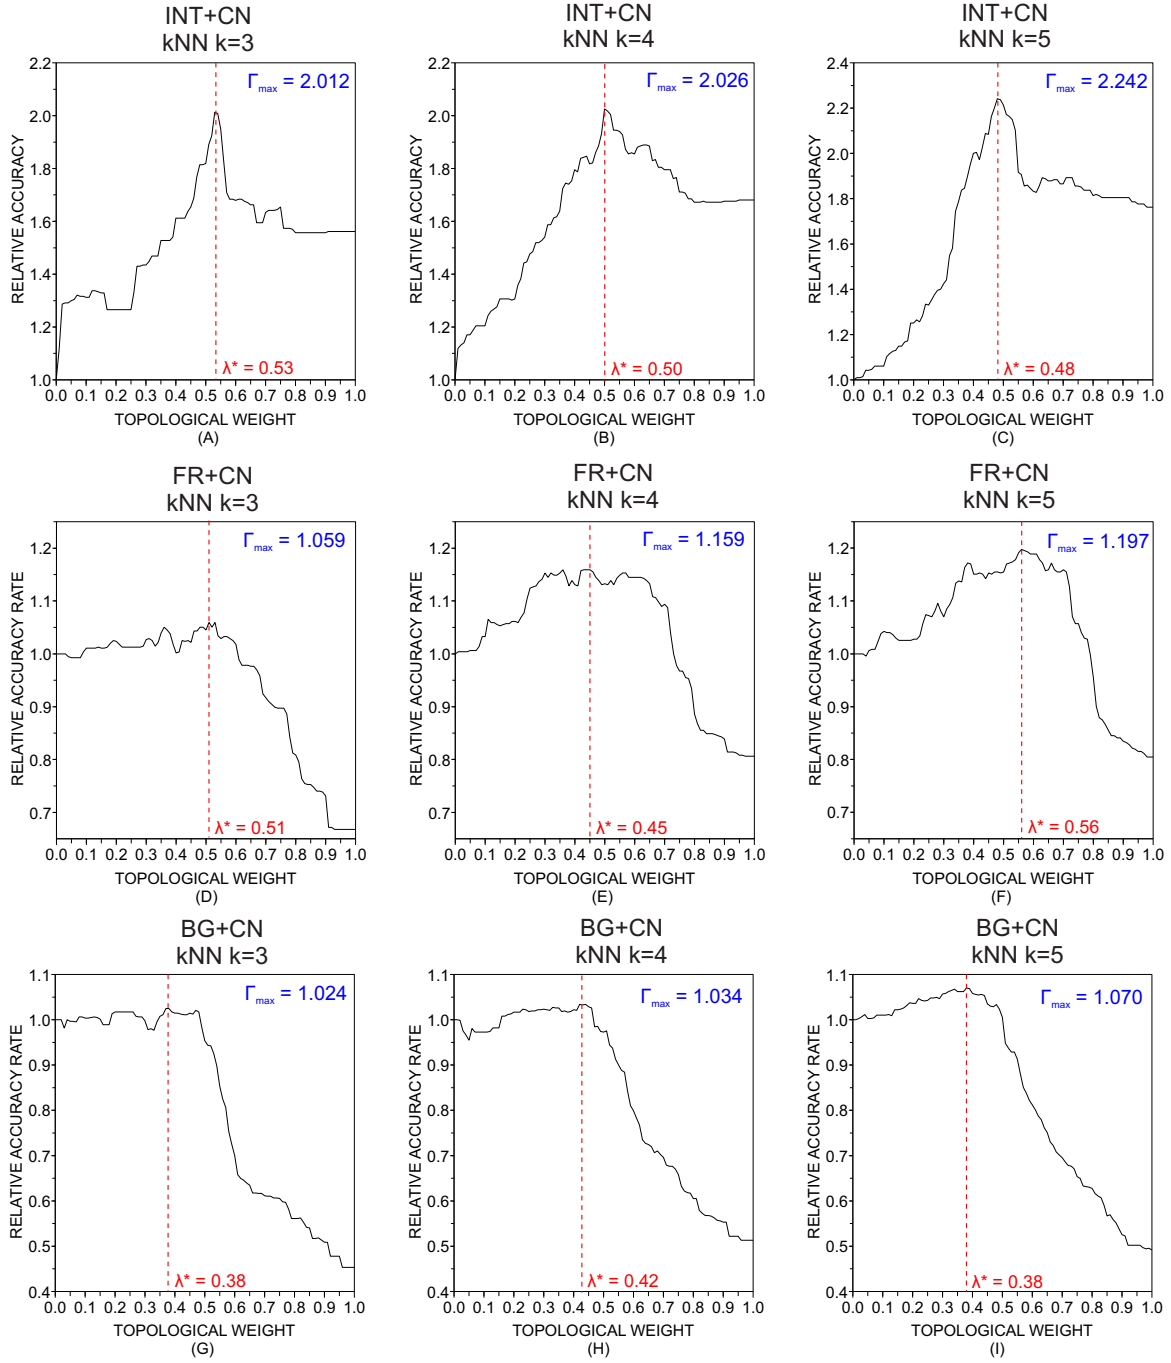 INT+CN
kNN k=3
Γmax = 2.012
RELATIVE ACCURACY
2.2
2.0
1.8
1.6
1.4
1.2
1.0
λ* = 0.53
0.0 0.1 0.2 0.3 0.4 0.5 0.6 0.7 0.8 0.9 1.0
TOPOLOGICAL WEIGHT
(A)
INT+CN
kNN k=4
Γmax = 2.026
RELATIVE ACCURACY
2.2
2.0
1.8
1.6
1.4
1.2
1.0
λ* = 0.50
0.0 0.1 0.2 0.3 0.4 0.5 0.6 0.7 0.8 0.9 1.0
TOPOLOGICAL WEIGHT
(B)
INT+CN
kNN k=5
Γmax = 2.242
RELATIVE ACCURACY
2.4
2.2
2.4
1.8
1.6
1.4
1.2
1.0
λ* = 0.48
0.0 0.1 0.2 0.3 0.4 0.5 0.6 0.7 0.8 0.9 1.0
TOPOLOGICAL WEIGHT
(C)
FR+CN
kNN k=3
Γmax = 1.059
RELATIVE ACCURACY RATE
1.2
1.1
1.0
0.9
0.8
0.7
λ* = 0.51
0.0 0.1 0.2 0.3 0.4 0.5 0.6 0.7 0.8 0.9 1.0
TOPOLOGICAL WEIGHT
(D)
FR+CN
kNN k=4
Γmax = 1.159
RELATIVE ACCURACY RATE
1.2
1.1
1.0
0.9
0.8
0.7
λ* = 0.45
0.0 0.1 0.2 0.3 0.4 0.5 0.6 0.7 0.8 0.9 1.0
TOPOLOGICAL WEIGHT
(E)
FR+CN
kNN k=5
Γmax = 1.197
RELATIVE ACCURACY RATE
1.2
1.1
1.0
0.9
0.8
0.7
λ* = 0.56
0.0 0.1 0.2 0.3 0.4 0.5 0.6 0.7 0.8 0.9 1.0
TOPOLOGICAL WEIGHT
(F)
BG+CN
kNN k=3
Γmax = 1.024
RELATIVE ACCURACY RATE
1.1
1.0
0.9
0.8
0.7
0.6
0.5
0.4
λ* = 0.38
0.0 0.1 0.2 0.3 0.4 0.5 0.6 0.7 0.8 0.9 1.0
TOPOLOGICAL WEIGHT
(G)
BG+CN
kNN k=4
Γmax = 1.034
RELATIVE ACCURACY RATE
1.1
1.0
0.9
0.8
0.7
0.6
0.5
0.4
λ* = 0.42
0.0 0.1 0.2 0.3 0.4 0.5 0.6 0.7 0.8 0.9 1.0
TOPOLOGICAL WEIGHT
(H)
BG+CN
kNN k=5
Γmax = 1.070
RELATIVE ACCURACY RATE
1.1
1.0
0.9
0.8
0.7
0.6
0.5
0.4
λ* = 0.38
0.0 0.1 0.2 0.3 0.4 0.5 0.6 0.7 0.8 0.9 1.0
TOPOLOGICAL WEIGHT
(I)